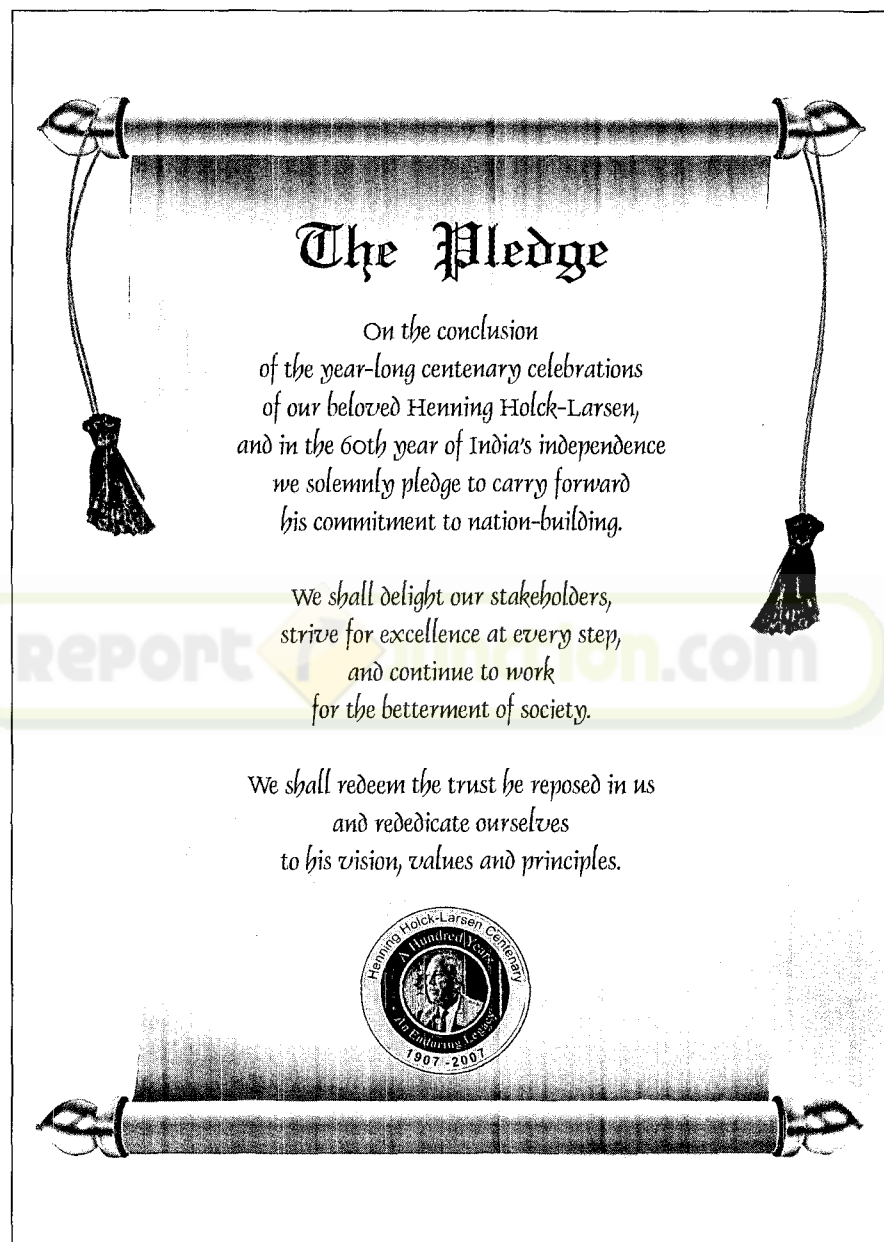 The Pledge
On the conclusion
of the year-long centenary celebrations
of our beloved Henning Holck-Larsen,
and in the 60th year of India's independence
we solemnly pledge to carry forward
his commitment to nation-building.
We shall delight our stakeholders,
strive for excellence at every step,
and continue to work
for the betterment of society.
We shall redeem the trust he reposed in us
and rededicate ourselves
to his vision, values and principles.
Henning Holck-Larsen Centenary
A Hundred Years
An Enduring Legacy
1907 - 2007
Report Junction.com